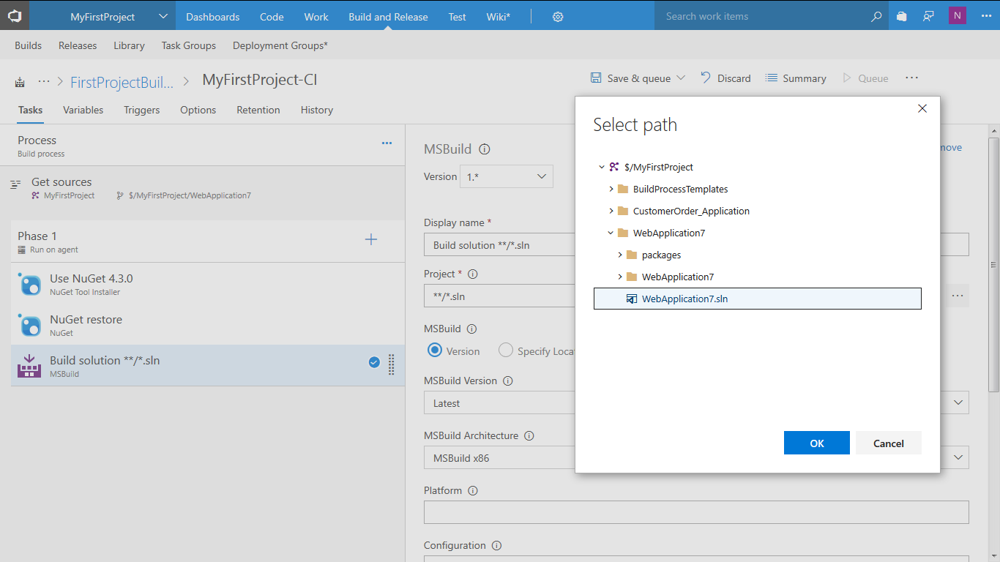 MyFirstProject Dashboards Code Work Build and Release Test Wiki* Search work items N ...
Builds Releases Library Task Groups Deployment Groups*
... > FirstProjectBuil... > MyFirstProject-CI Save & queue Discard Summary Queue ...
Tasks Variables Triggers Options Retention History
Process ...
Build process
Get sources
MyFirstProject $/MyFirstProject/WebApplication7
Phase 1
Run on agent
Use NuGet 4.3.0
NuGet Tool Installer
NuGet restore
NuGet
Build solution **/*.sln
MSBuild
MSBuild
Version 1.*
Display name *
Build solution **/*.sln
Project *
**/*.sln ...
MSBuild
Version Specify Loca
MSBuild Version
Latest
MSBuild Architecture
MSBuild x86
Platform
Configuration
move
Select path
$/MyFirstProject
BuildProcessTemplates
CustomerOrder_Application
WebApplication7
packages
WebApplication7
WebApplication7.sln
OK Cancel